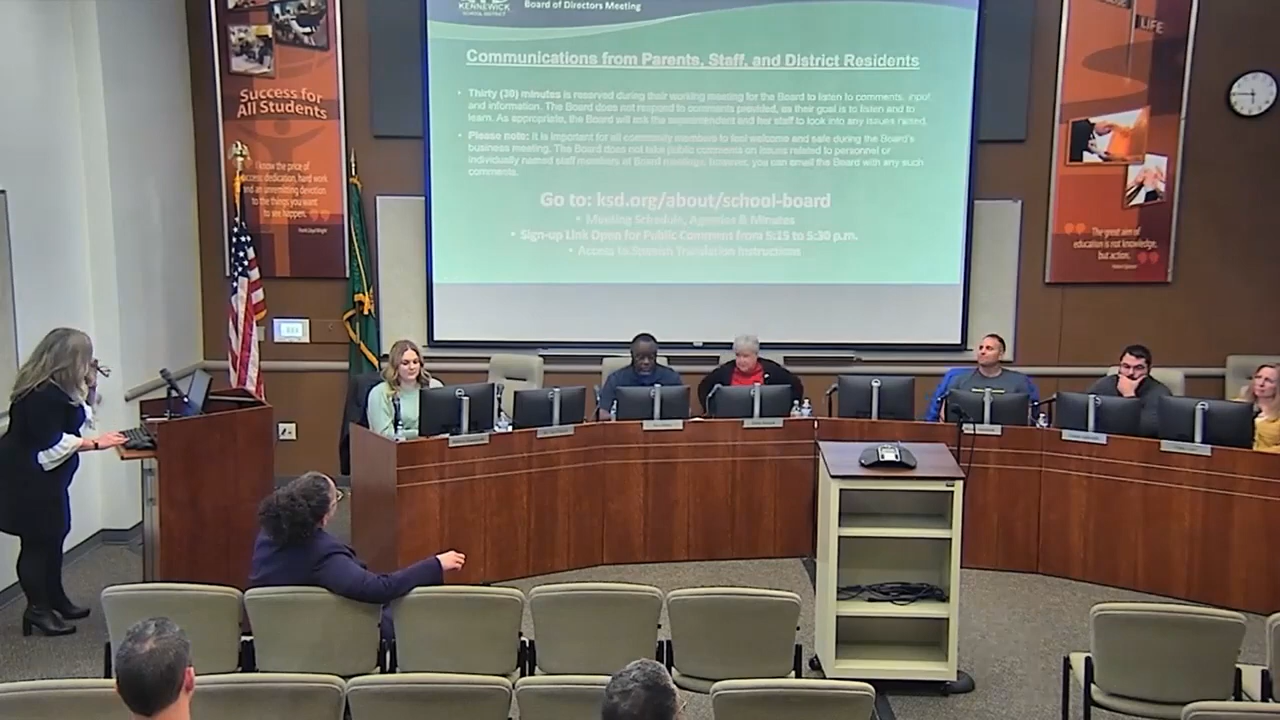 KENNEWICK
SCHOOL DISTRICT
Board of Directors Meeting
Communications from Parents, Staff, and District Residents
• Thirty (30) minutes is reserved during their working meeting for the Board to listen to comments, input,
and information. The Board does not respond to comments provided, as their goal is to listen and to
learn. As appropriate, the Board will ask the superintendent and her staff to look into any issues raised.
• Please note: It is important for all community members to feel welcome and safe during the Board's
business meeting. The Board does not take public comments on issues related to personnel or
individually named staff members at Board meetings. you can email the Board with any such
comments.
Go to: ksd.org/about/school-board
• Meeting Schedule, Agendas & Minutes
• Sign-up Link Open for Public Comment from 5:15 to 5:30 p.m.
• Access to Spanish Translation Instructions
Success for
All Students
I know the price of
success: dedication, hard work
and an unremitting devotion
to the things you want
to see happen.
Frank Lloyd Wright
LIFE
The great aim of
education is not knowledge,
but action.
Herbert Spencer